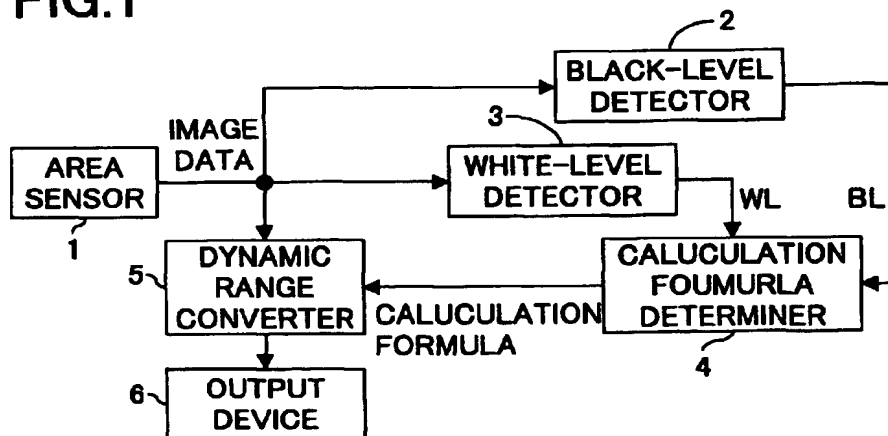 FIG.1
2
BLACK-LEVEL
DETECTOR
3
IMAGE
DATA
WHITE-LEVEL
DETECTOR
AREA
SENSOR
1
WL
BL
5
DYNAMIC
RANGE
CONVERTER
CALUCULATION
FOUMURLA
DETERMINER
4
CALUCULATION
FORMULA
6
OUTPUT
DEVICE